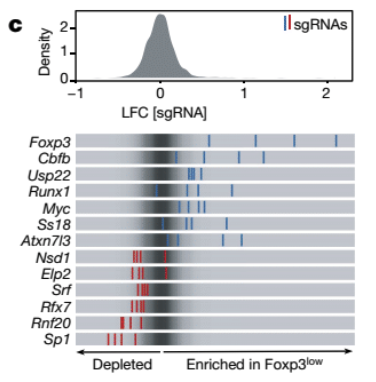 c
sgRNAs
Density
2
1
0
−1 0 1 2
LFC [sgRNA]
Foxp3
Cbfb
Usp22
Runx1
Myc
Ss18
Atxn7l3
Nsd1
Elp2
Srf
Rfx7
Rnf20
Sp1
Depleted Enriched in Foxp3low